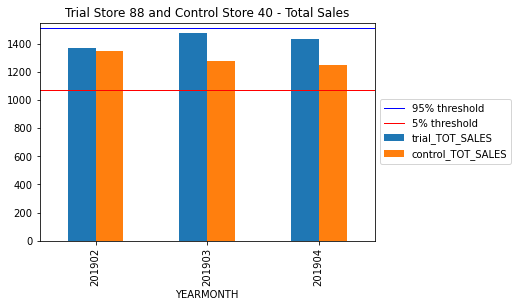 Trial Store 88 and Control Store 40 - Total Sales
1400
1200
1000
800
600
400
200
0
201902
201903
201904
YEARMONTH
95% threshold
5% threshold
trial_TOT_SALES
control_TOT_SALES